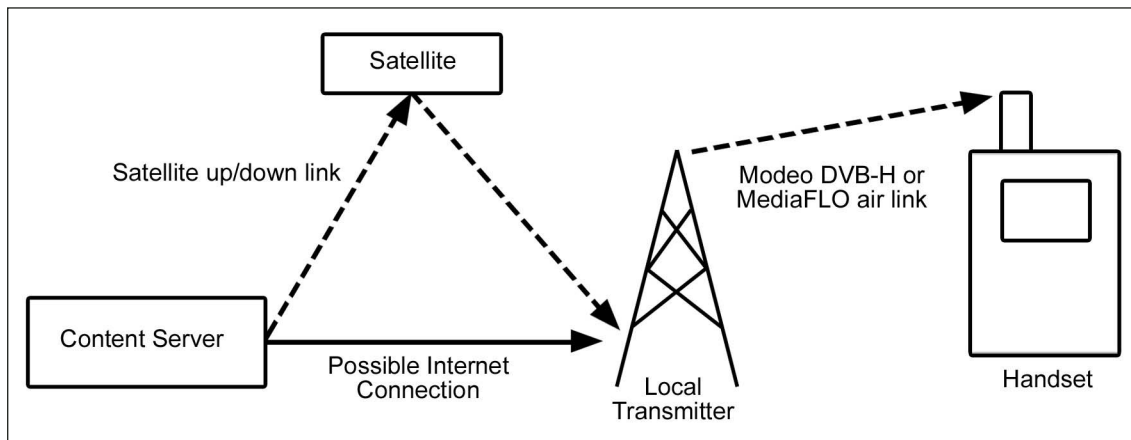 Satellite
Satellite up/down link
Modeo DVB-H or
MediaFLO air link
Content Server
Possible Internet
Connection
Local
Transmitter
Handset